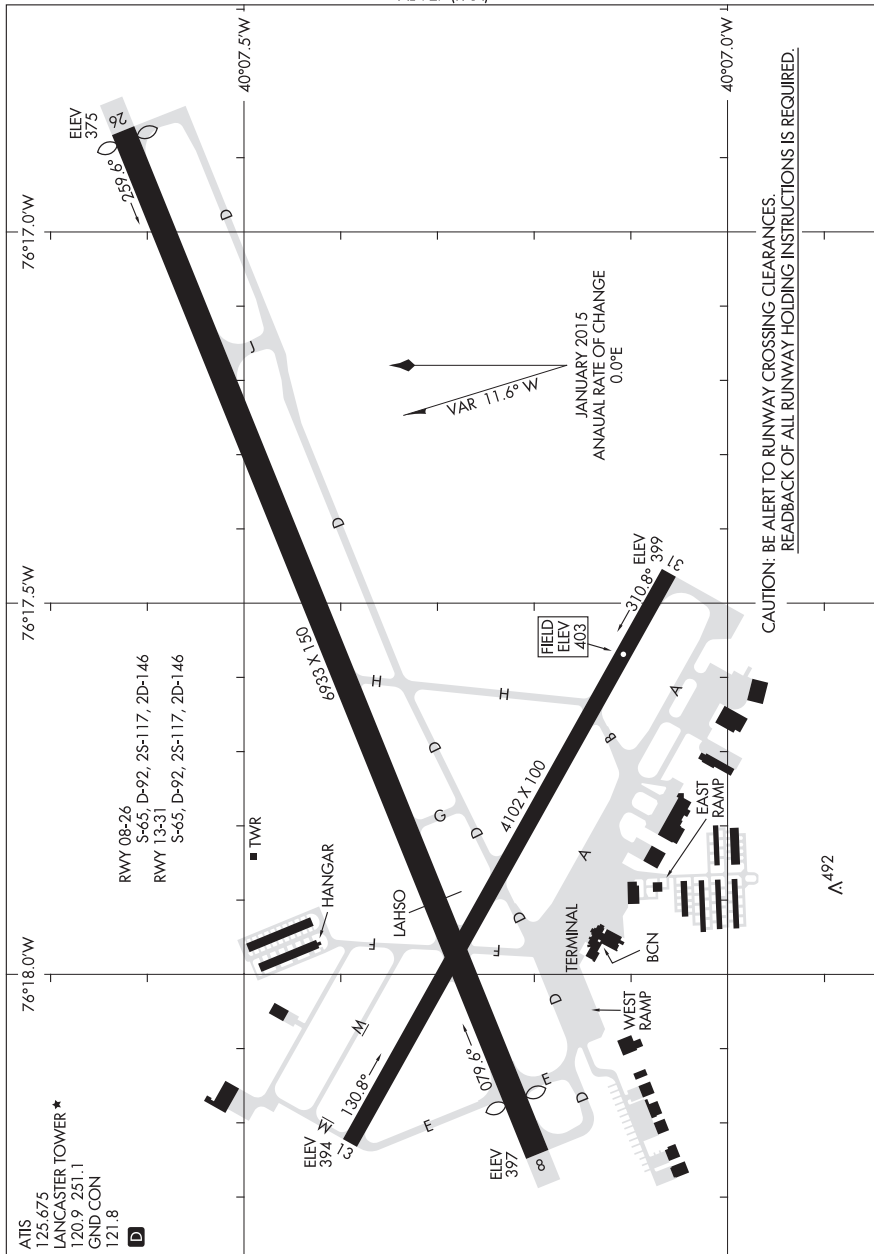 ATIS
125.675
LANCASTER TOWER ★
120.9 251.1
GND CON
121.8
D
RWY 08-26
S-65, D-92, 2S-117, 2D-146
RWY 13-31
S-65, D-92, 2S-117, 2D-146
76°18.0'W
76°17.5'W
76°17.0'W
40°07.5'W
40°07.0'W
TWR
HANGAR
LAHSO
6933 X 150
4102 X 100
ELEV
375
26
259.6°
ELEV
394
13
130.8°
ELEV
397
8
079.6°
ELEV
399
31
310.8°
FIELD
ELEV
403
VAR 11.6° W
JANUARY 2015
ANAUAL RATE OF CHANGE
0.0°E
D
J
D
H
H
D
G
D
D
F
F
M
M
E
E
D
D
B
A
A
TERMINAL
BCN
WEST
RAMP
EAST
RAMP
492
CAUTION: BE ALERT TO RUNWAY CROSSING CLEARANCES.
READBACK OF ALL RUNWAY HOLDING INSTRUCTIONS IS REQUIRED.